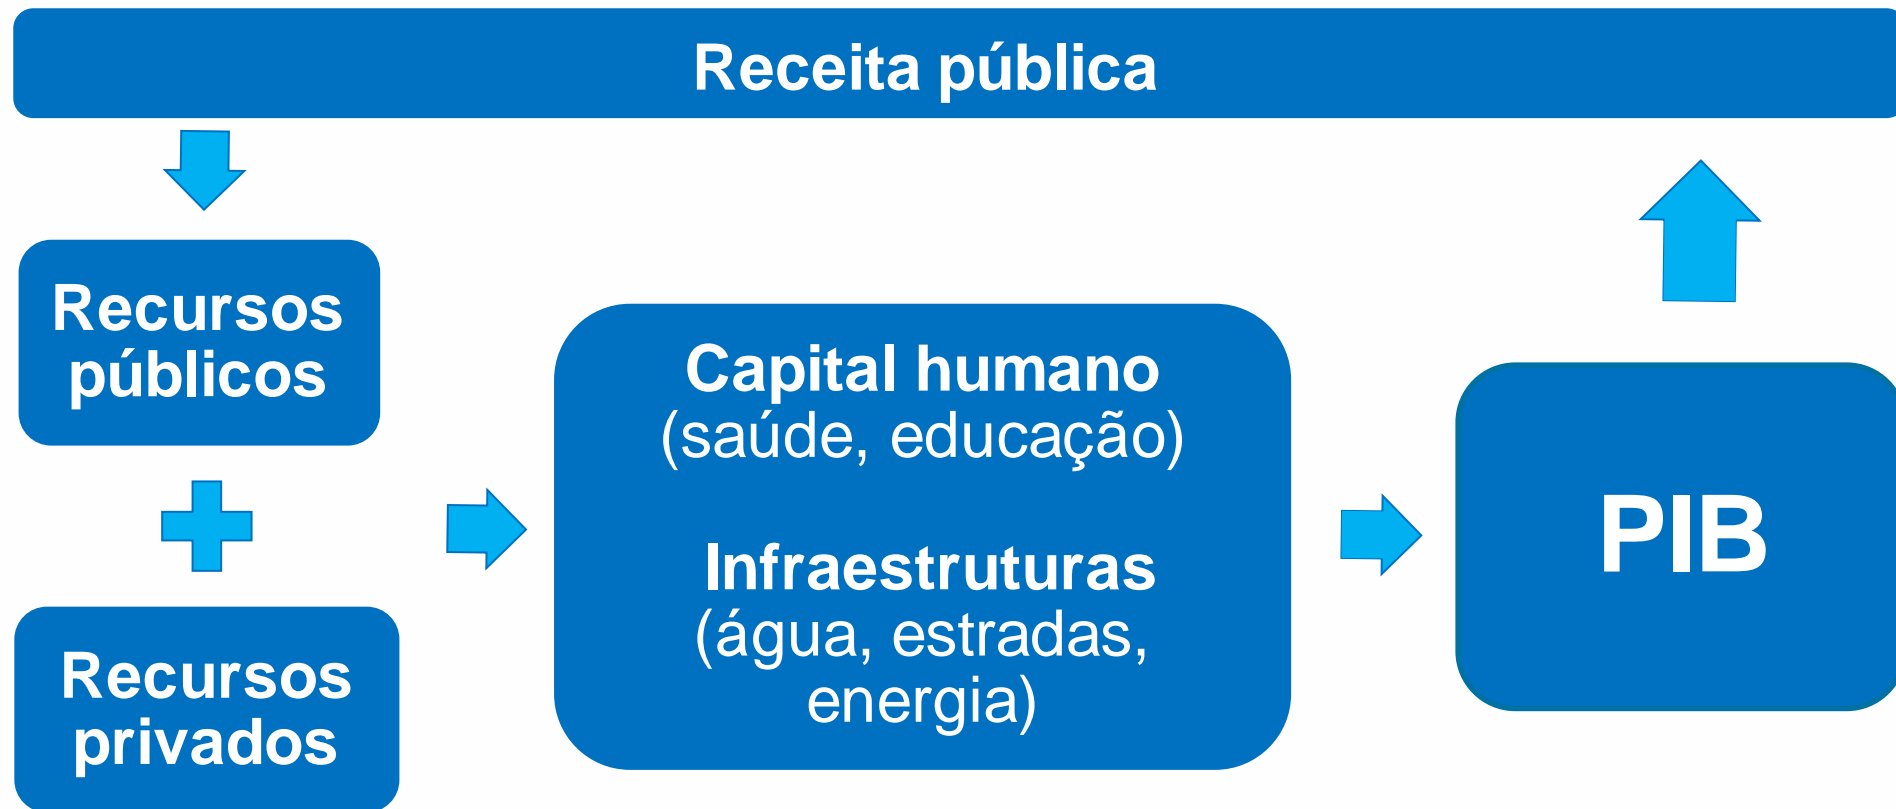 Receita pública
Recursos
públicos
Recursos
privados
Capital humano
(saúde, educação)
Infraestruturas
(água, estradas,
energia)
PIB